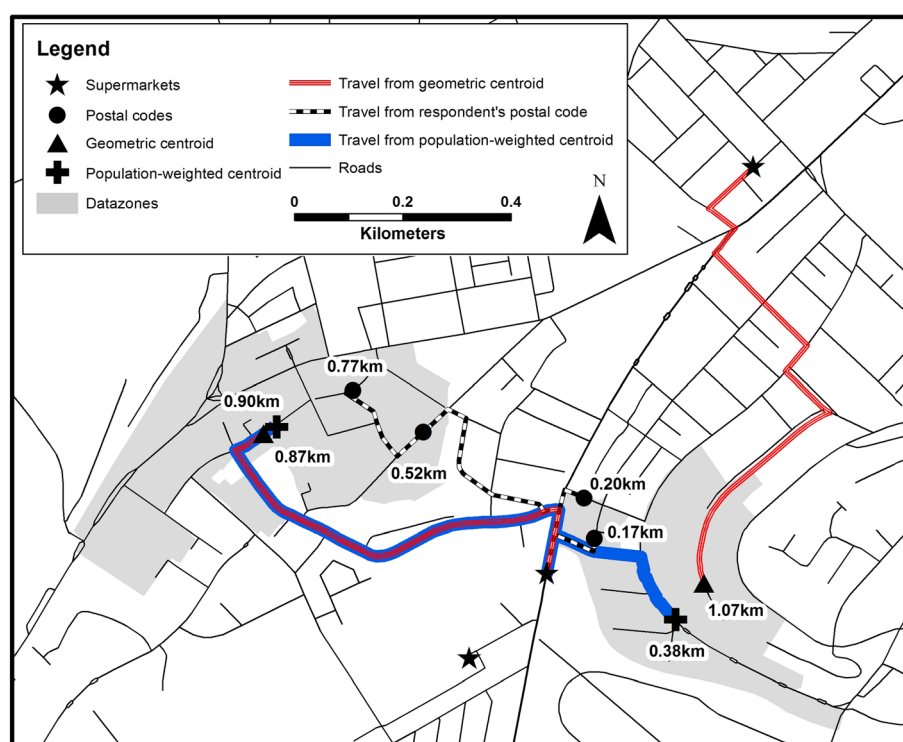 Legend
Supermarkets
Postal codes
Geometric centroid
Population-weighted centroid
Datazones
Travel from geometric centroid
Travel from respondent's postal code
Travel from population-weighted centroid
Roads
0 0.2 0.4
Kilometers
N
0.77km
0.90km
0.87km
0.52km
0.20km
0.17km
1.07km
0.38km